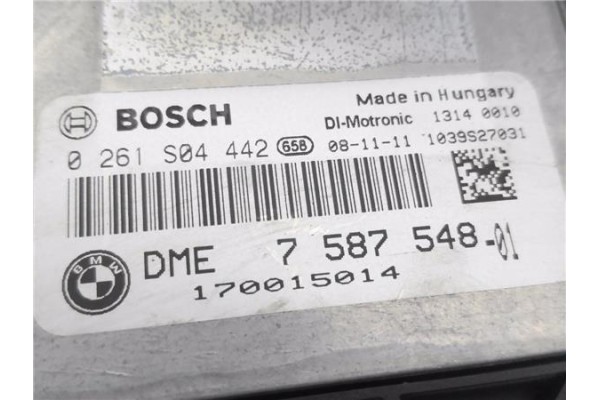 BOSCH
Made in Hungary
DI-Motronic 1314 0010
0 261 S04 442 658 08-11-11 1039S27031
BMW
DME 7 587 548-01
170015014